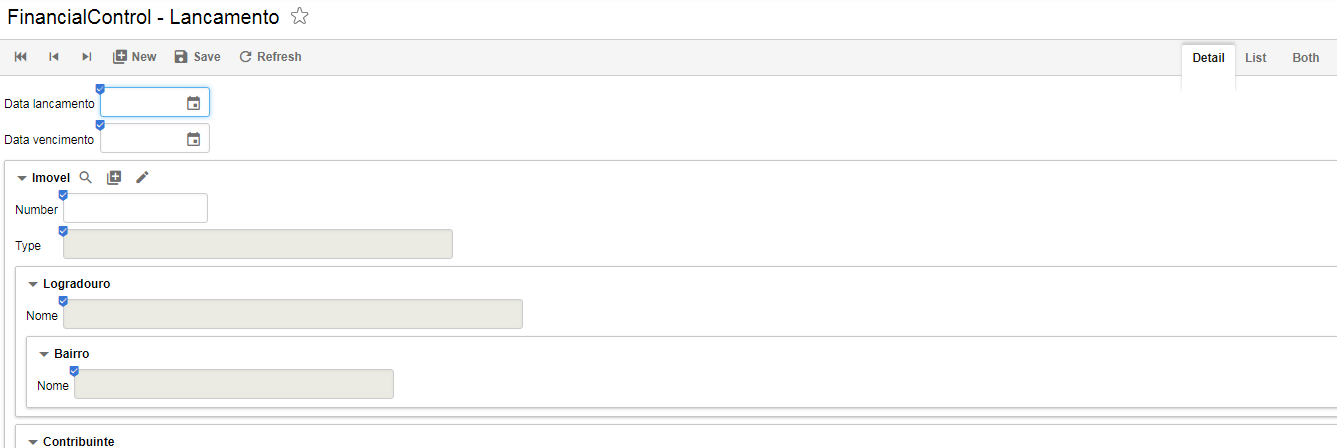 FinancialControl - Lancamento
New Save Refresh Detail List Both
Data lancamento
Data vencimento
Imovel
Number
Type
Logradouro
Nome
Bairro
Nome
Contribuinte